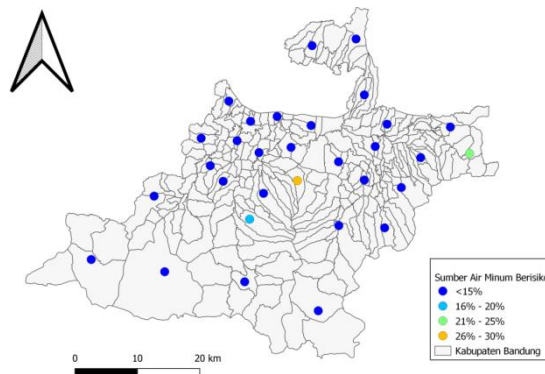 Sumber Air Minum Berisiko
<15%
16% - 20%
21% - 25%
26% - 30%
Kabupaten Bandung
0 10 20 km